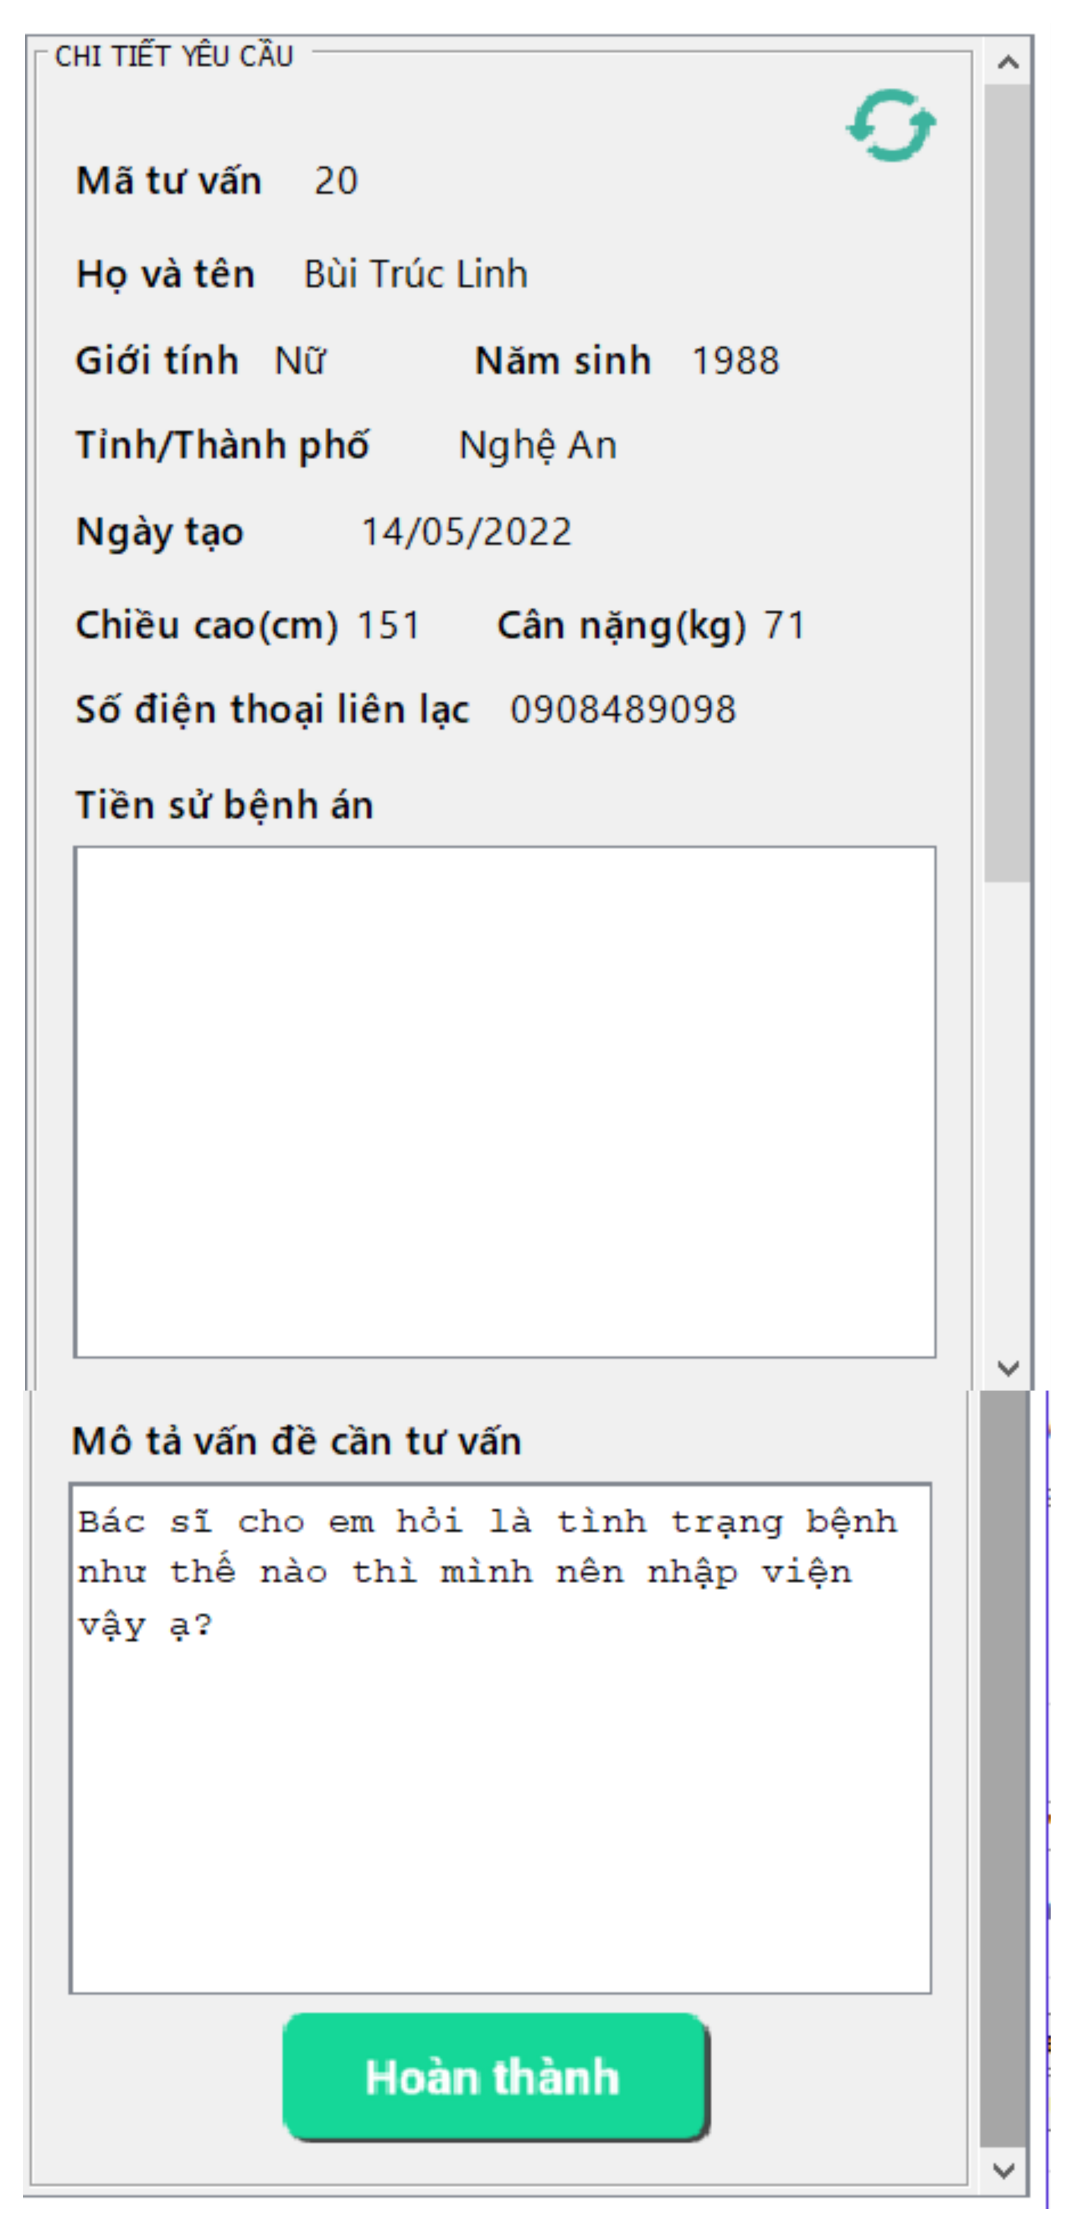 CHI TIẾT YÊU CẦU
Mã tư vấn 20
Họ và tên Bùi Trúc Linh
Giới tính Nữ Năm sinh 1988
Tỉnh/Thành phố Nghệ An
Ngày tạo 14/05/2022
Chiều cao(cm) 151 Cân nặng(kg) 71
Số điện thoại liên lạc 0908489098
Tiền sử bệnh án
Mô tả vấn đề cần tư vấn
Bác sĩ cho em hỏi là tình trạng bệnh
như thế nào thì mình nên nhập viện
vậy ạ?
Hoàn thành